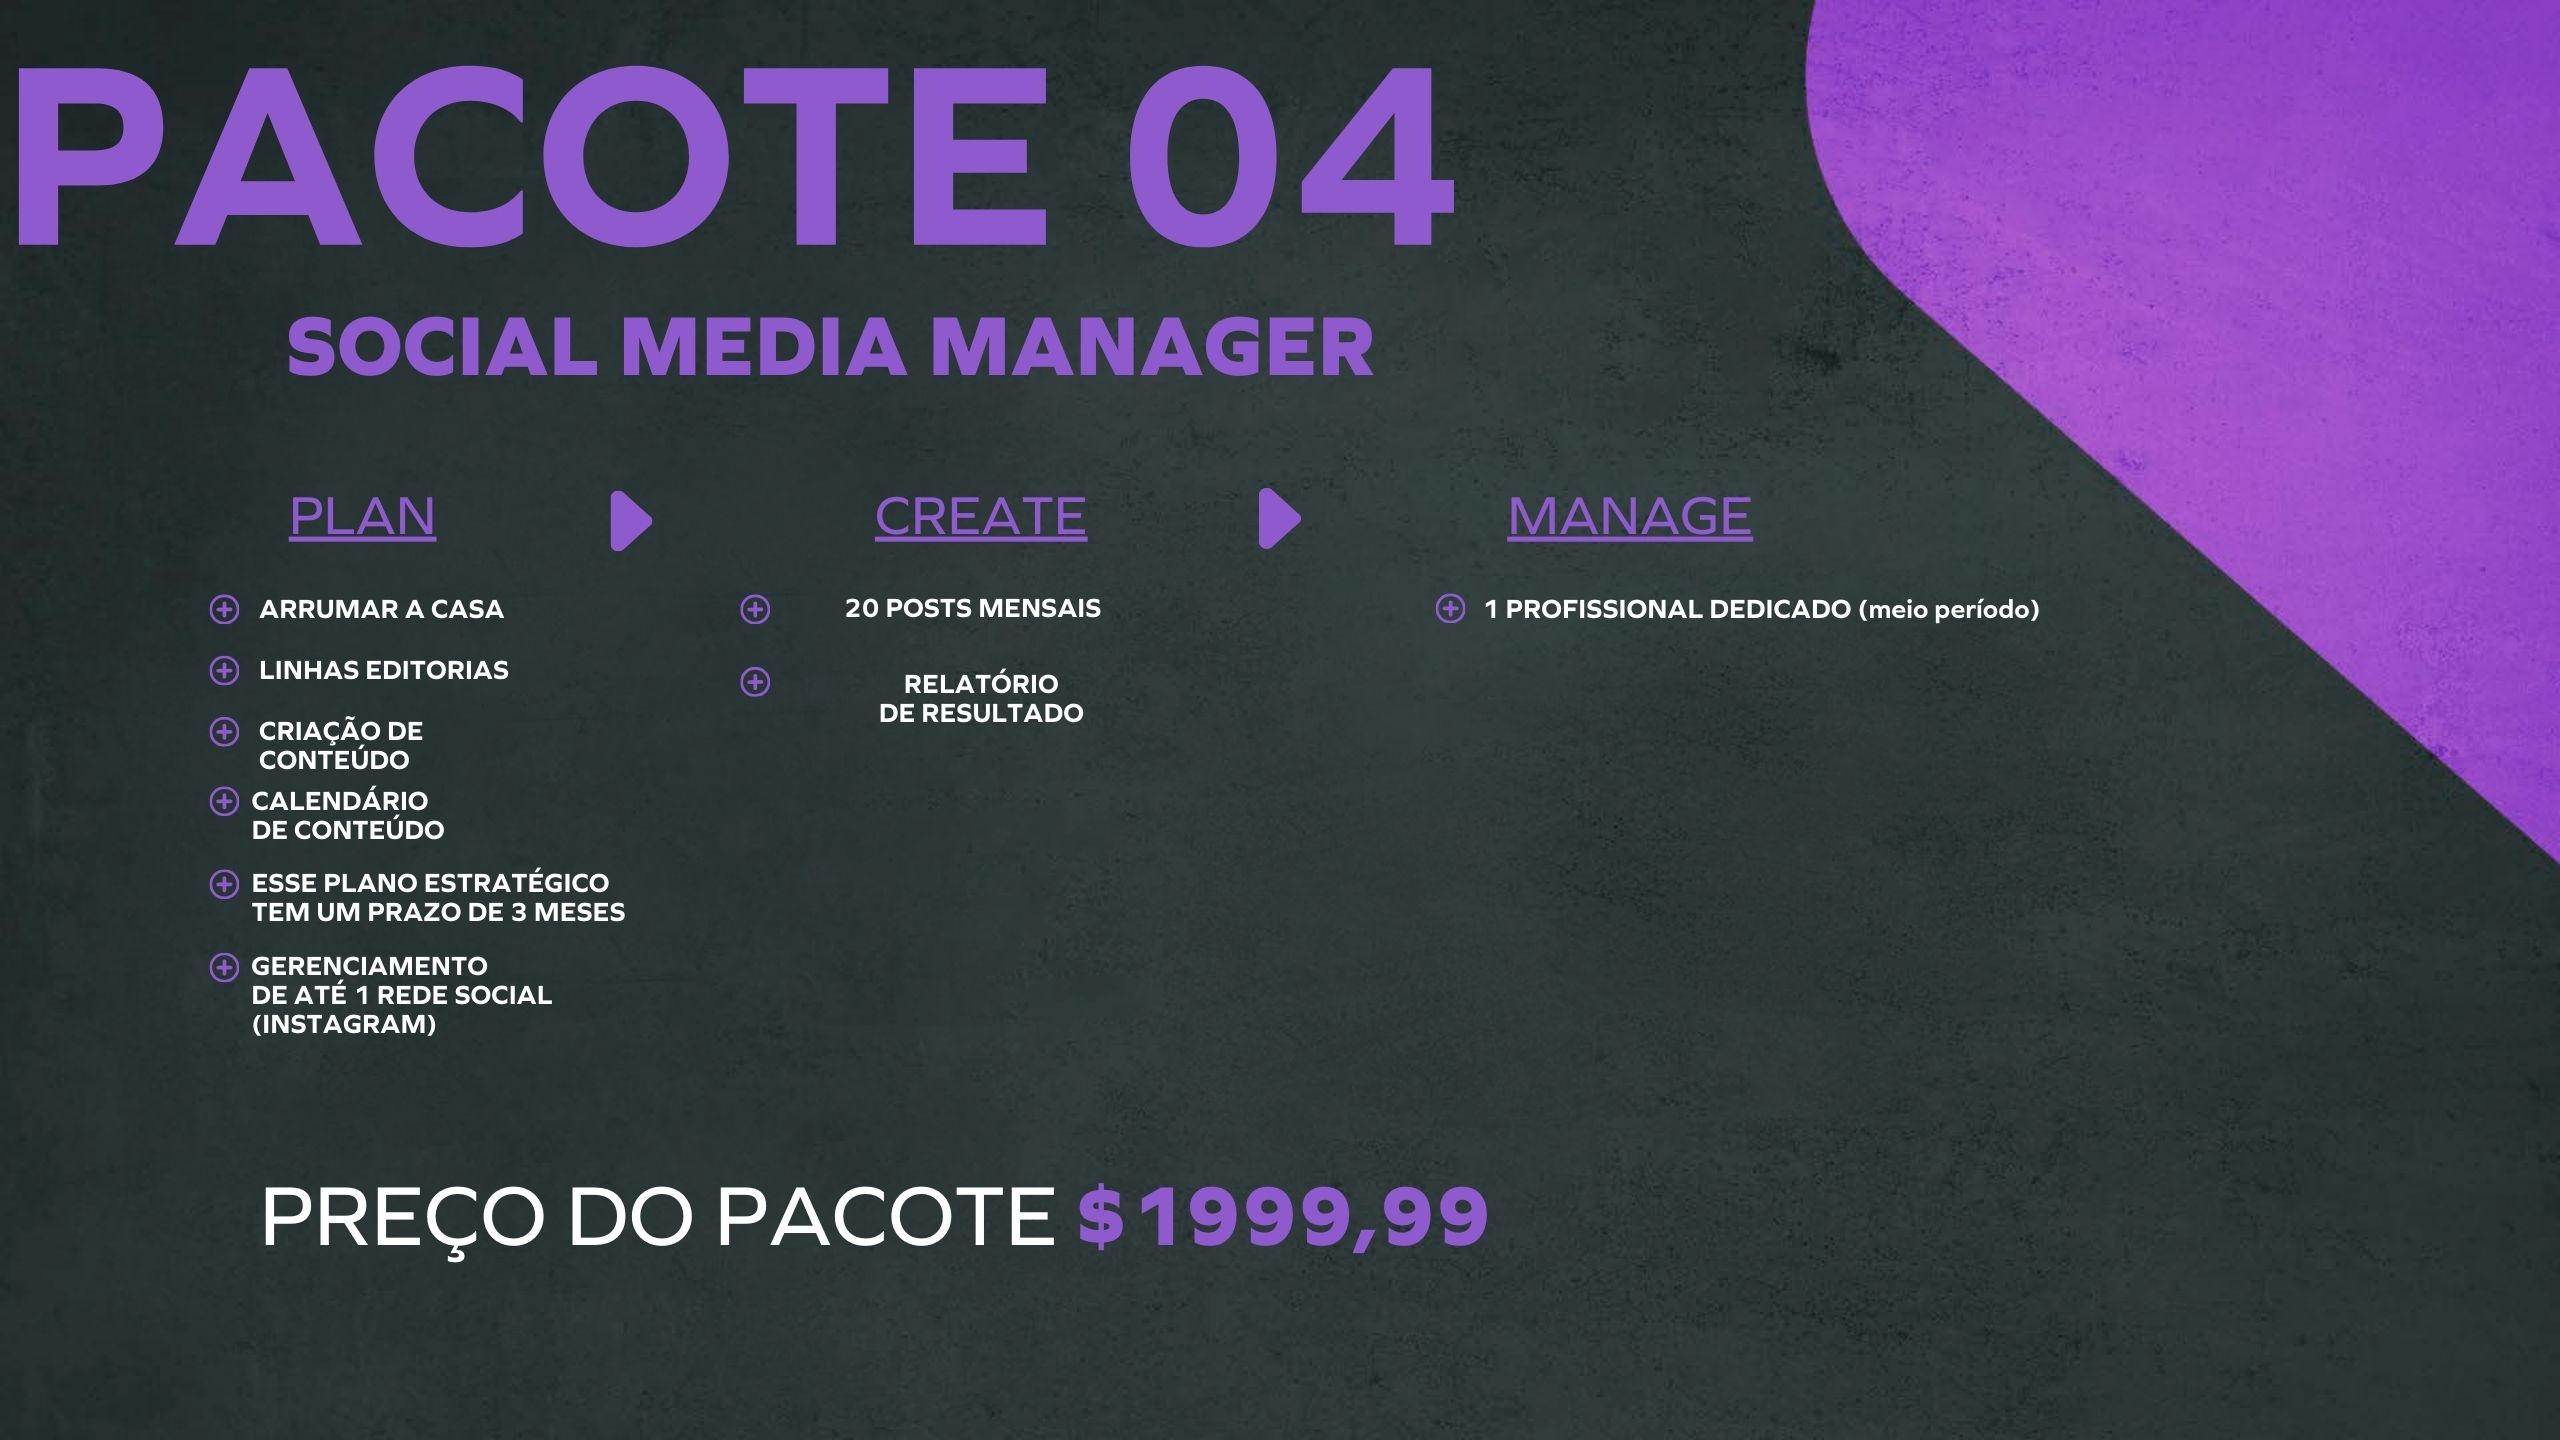 PACOTE 04
SOCIAL MEDIA MANAGER
PLAN
ARRUMAR A CASA
LINHAS EDITORIAS
CRIAÇÃO DE
CONTEÚDO
CALENDÁRIO
DE CONTEÚDO
ESSE PLANO ESTRATÉGICO
TEM UM PRAZO DE 3 MESES
GERENCIAMENTO
DE ATÉ 1 REDE SOCIAL
(INSTAGRAM)
CREATE
20 POSTS MENSAIS
RELATÓRIO
DE RESULTADO
MANAGE
1 PROFISSIONAL DEDICADO (meio período)
PREÇO DO PACOTE $1999,99